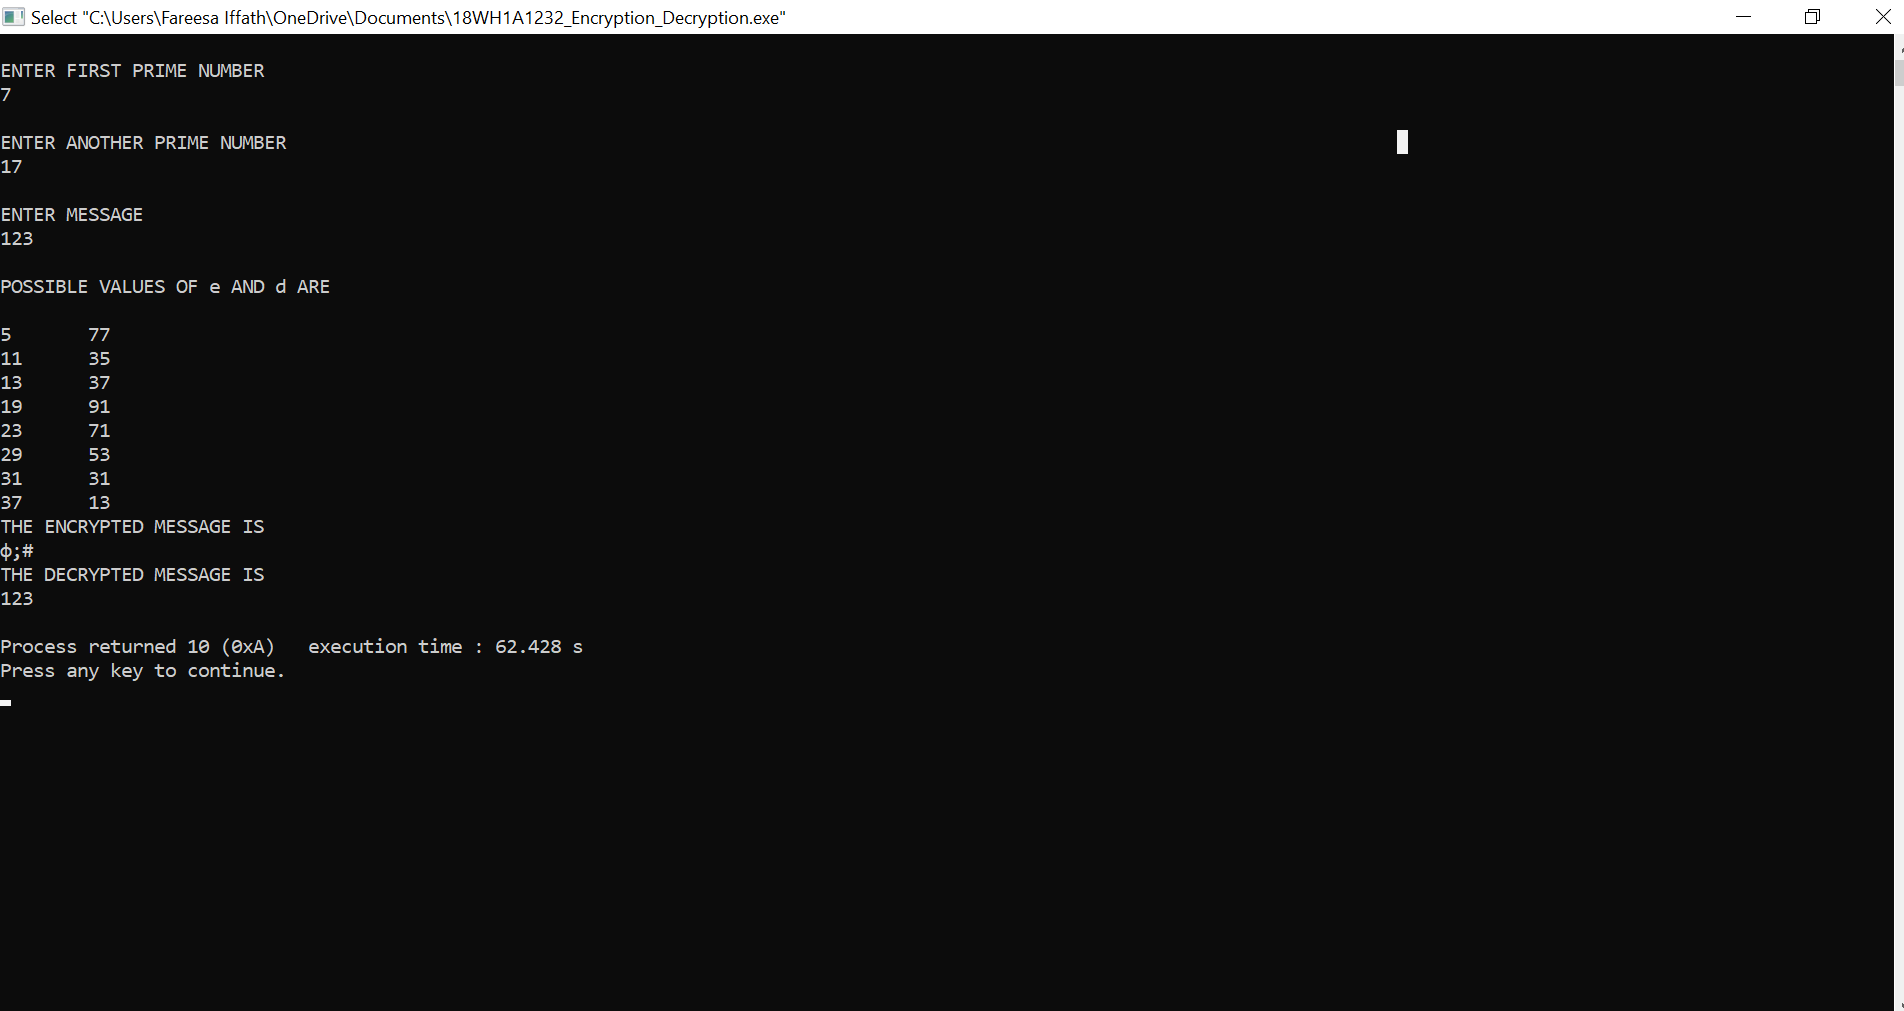 Select "C:\Users\Fareesa Iffath\OneDrive\Documents\18WH1A1232_Encryption_Decryption.exe"
ENTER FIRST PRIME NUMBER
7
ENTER ANOTHER PRIME NUMBER
17
ENTER MESSAGE
123
POSSIBLE VALUES OF e AND d ARE
5 77
11 35
13 37
19 91
23 71
29 53
31 31
37 13
THE ENCRYPTED MESSAGE IS
φ;#
THE DECRYPTED MESSAGE IS
123
Process returned 10 (0xA) execution time : 62.428 s
Press any key to continue.